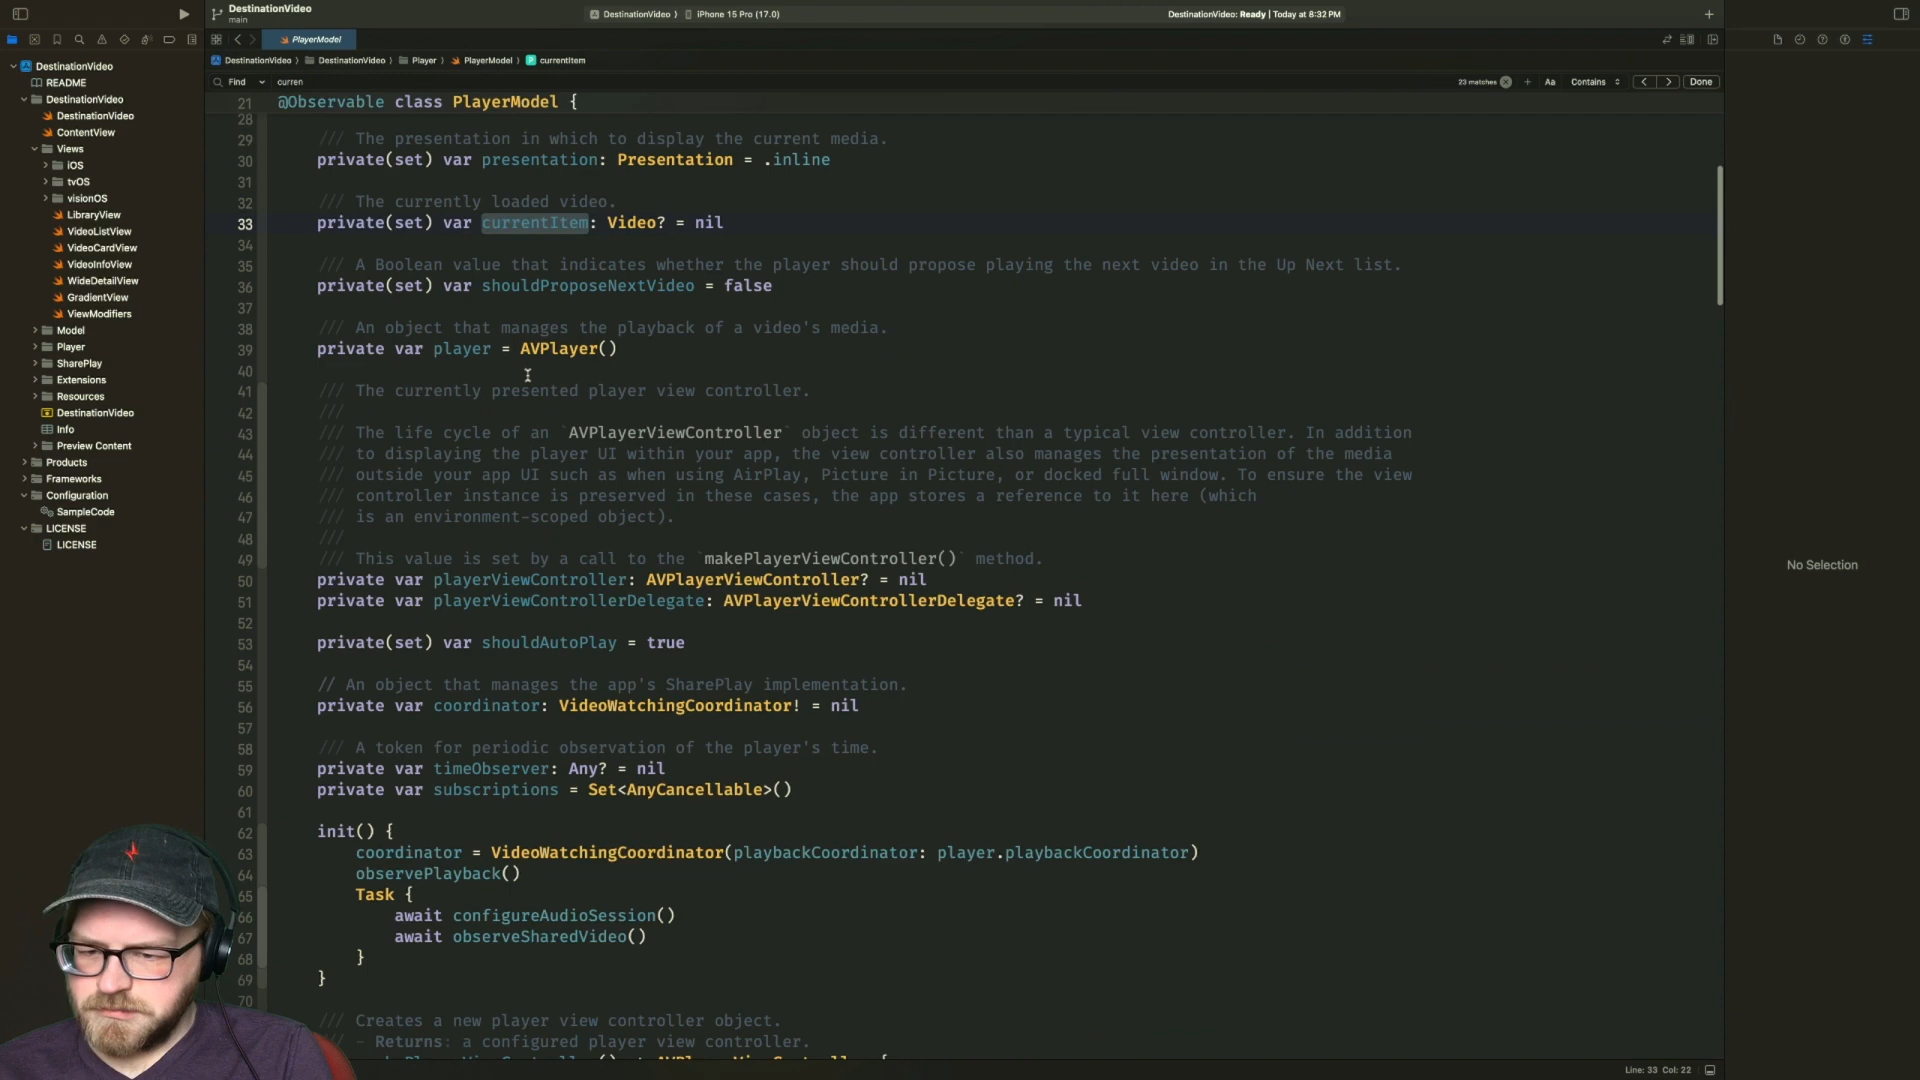 DestinationVideo
main
DestinationVideo
iPhone 15 Pro (17.0)
DestinationVideo: Ready | Today at 8:32 PM
PlayerModel
DestinationVideo
DestinationVideo
Player
PlayerModel
P currentItem
Find
curren
23 matches
Aa
Contains
Done
DestinationVideo
README
DestinationVideo
DestinationVideo
ContentView
Views
iOS
tvOS
visionOS
LibraryView
VideoListView
VideoCardView
VideoInfoView
WideDetailView
GradientView
ViewModifiers
Model
Player
SharePlay
Extensions
Resources
DestinationVideo
Info
Preview Content
Products
Frameworks
Configuration
SampleCode
LICENSE
LICENSE
21 @Observable class PlayerModel {
28
29 /// The presentation in which to display the current media.
30 private(set) var presentation: Presentation = .inline
31
32 /// The currently loaded video.
33 private(set) var currentItem: Video? = nil
34
35 /// A Boolean value that indicates whether the player should propose playing the next video in the Up Next list.
36 private(set) var shouldProposeNextVideo = false
37
38 /// An object that manages the playback of a video's media.
39 private var player = AVPlayer()
40
41 /// The currently presented player view controller.
42 ///
43 /// The life cycle of an `AVPlayerViewController` object is different than a typical view controller. In addition
44 /// to displaying the player UI within your app, the view controller also manages the presentation of the media
45 /// outside your app UI such as when using AirPlay, Picture in Picture, or docked full window. To ensure the view
46 /// controller instance is preserved in these cases, the app stores a reference to it here (which
47 /// is an environment-scoped object).
48 ///
49 /// This value is set by a call to the `makePlayerViewController()` method.
50 private var playerViewController: AVPlayerViewController? = nil
51 private var playerViewControllerDelegate: AVPlayerViewControllerDelegate? = nil
52
53 private(set) var shouldAutoPlay = true
54
55 // An object that manages the app's SharePlay implementation.
56 private var coordinator: VideoWatchingCoordinator! = nil
57
58 /// A token for periodic observation of the player's time.
59 private var timeObserver: Any? = nil
60 private var subscriptions = Set<AnyCancellable>()
61
62 init() {
63 coordinator = VideoWatchingCoordinator(playbackCoordinator: player.playbackCoordinator)
64 observePlayback()
65 Task {
66 await configureAudioSession()
67 await observeSharedVideo()
68 }
69 }
70
/// Creates a new player view controller object.
/// - Returns: a configured player view controller.
No Selection
Line: 33 Col: 22